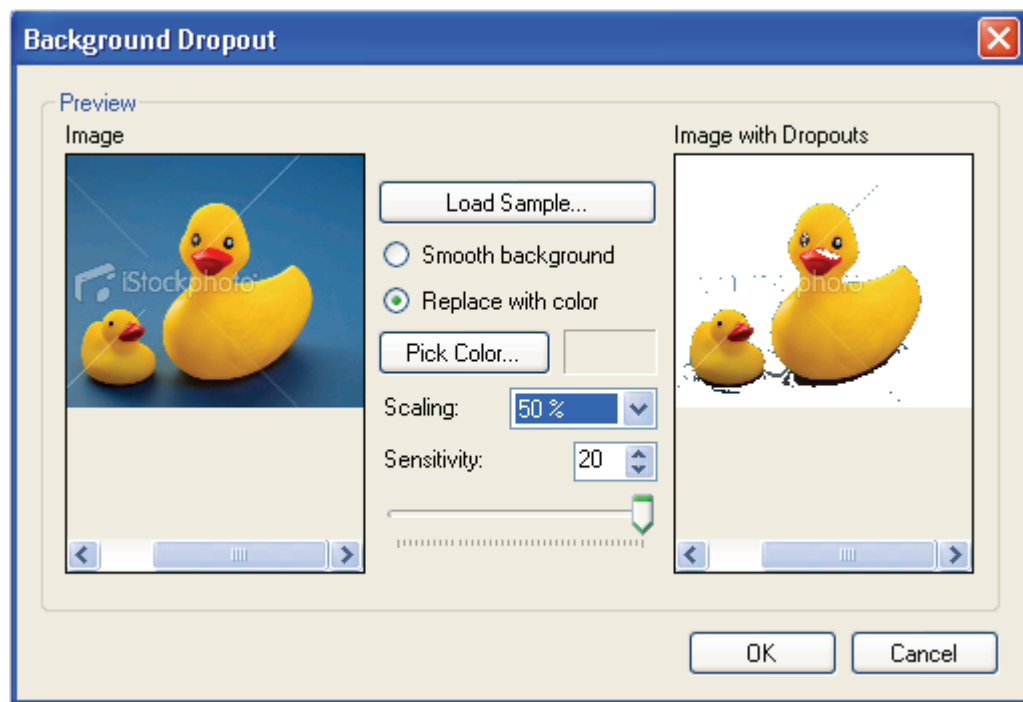 Background Dropout
Preview
Image
Image with Dropouts
iStockphoto
photo
Load Sample...
Smooth background
Replace with color
Pick Color...
Scaling:
50 %
Sensitivity:
20
OK
Cancel